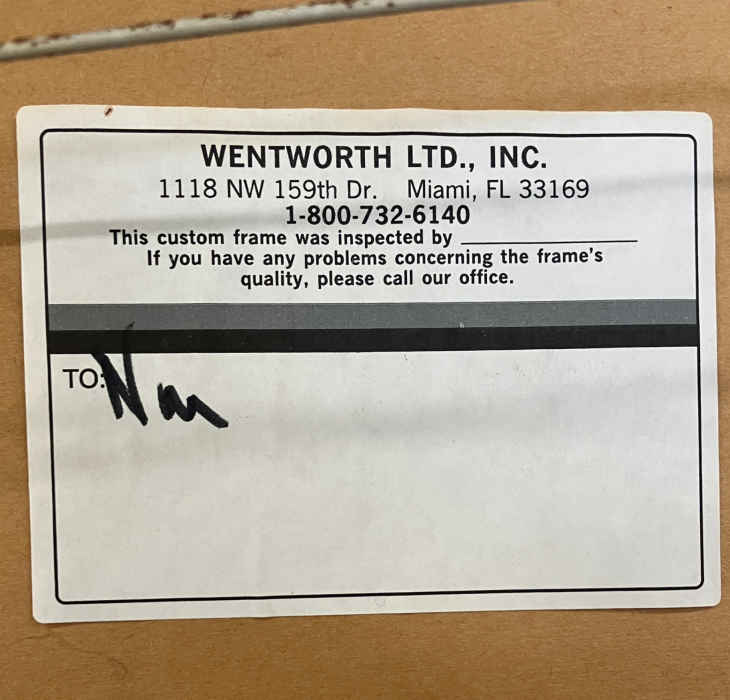 WENTWORTH LTD., INC.
1118 NW 159th Dr. Miami, FL 33169
1-800-732-6140
This custom frame was inspected by
If you have any problems concerning the frame's
quality, please call our office.
TO: